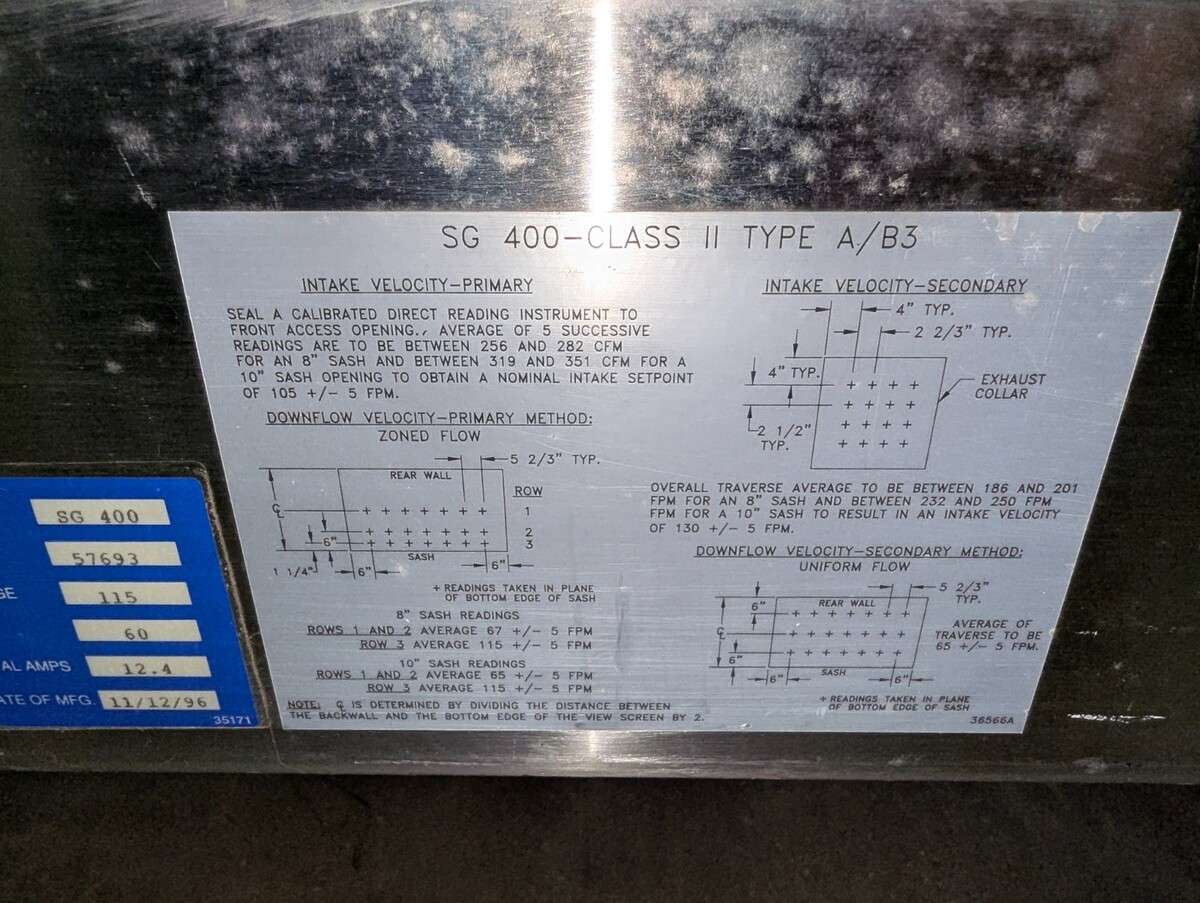 SG 400-CLASS II TYPE A/B3
INTAKE VELOCITY-PRIMARY
SEAL A CALIBRATED DIRECT READING INSTRUMENT TO
FRONT ACCESS OPENING., AVERAGE OF 5 SUCCESSIVE
READINGS ARE TO BE BETWEEN 256 AND 282 CFM
FOR AN 8" SASH AND BETWEEN 319 AND 351 CFM FOR A
10" SASH OPENING TO OBTAIN A NOMINAL INTAKE SETPOINT
OF 105 +/- 5 FPM.
DOWNFLOW VELOCITY-PRIMARY METHOD:
ZONED FLOW
5 2/3" TYP.
REAR WALL
ROW
1
2
3
6"
SASH
1 1/4"
6"
6"
+ READINGS TAKEN IN PLANE
OF BOTTOM EDGE OF SASH
8" SASH READINGS
ROWS 1 AND 2 AVERAGE 67 +/- 5 FPM
ROW 3 AVERAGE 115 +/- 5 FPM
10" SASH READINGS
ROWS 1 AND 2 AVERAGE 65 +/- 5 FPM
ROW 3 AVERAGE 115 +/- 5 FPM
NOTE: ℄ IS DETERMINED BY DIVIDING THE DISTANCE BETWEEN
THE BACKWALL AND THE BOTTOM EDGE OF THE VIEW SCREEN BY 2.
INTAKE VELOCITY-SECONDARY
4" TYP.
2 2/3" TYP.
4" TYP.
EXHAUST
COLLAR
2 1/2"
TYP.
OVERALL TRAVERSE AVERAGE TO BE BETWEEN 186 AND 201
FPM FOR AN 8" SASH AND BETWEEN 232 AND 250 FPM
FPM FOR A 10" SASH TO RESULT IN AN INTAKE VELOCITY
OF 130 +/- 5 FPM.
DOWNFLOW VELOCITY-SECONDARY METHOD:
UNIFORM FLOW
5 2/3"
TYP.
6"
REAR WALL
℄
6"
SASH
6"
6"
AVERAGE OF
TRAVERSE TO BE
65 +/- 5 FPM.
+ READINGS TAKEN IN PLANE
OF BOTTOM EDGE OF SASH
36566A
SG 400
57693
GE 115
60
AL AMPS 12.4
ATE OF MFG. 11/12/96
35171